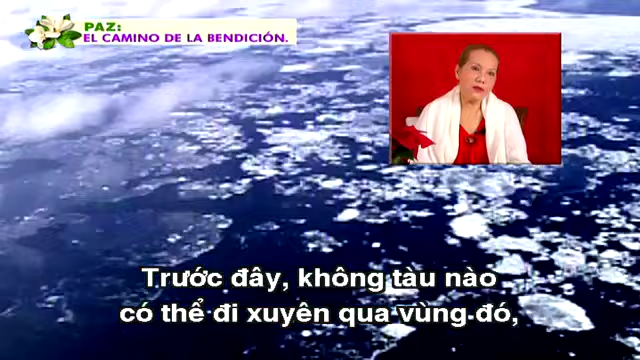 PAZ:
EL CAMINO DE LA BENDICIÓN.
Trước đây, không tàu nào
có thể đi xuyên qua vùng đó,